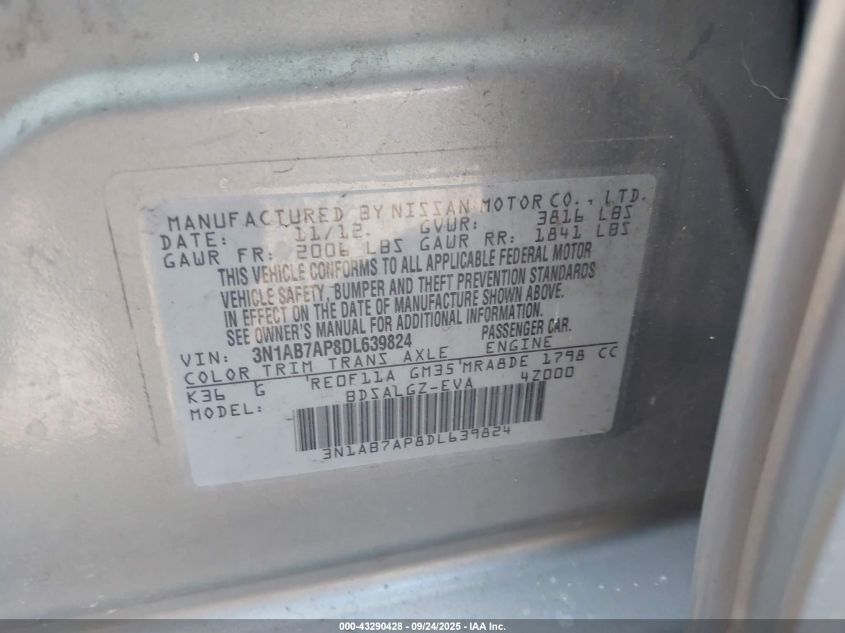 MANUFACTURED BY NISSAN MOTOR CO., LTD.
DATE: 11/12. GVWR: 3816 LBS
GAWR FR: 2006 LBS GAWR RR: 1841 LBS
THIS VEHICLE CONFORMS TO ALL APPLICABLE FEDERAL MOTOR
VEHICLE SAFETY, BUMPER AND THEFT PREVENTION STANDARDS
IN EFFECT ON THE DATE OF MANUFACTURE SHOWN ABOVE.
SEE OWNER'S MANUAL FOR ADDITIONAL INFORMATION.
VIN: 3N1AB7AP8DL639824 PASSENGER CAR.
COLOR TRIM TRANS AXLE ENGINE
K36 G 'RE0F11A GM35'MRA8DE 1798 CC
MODEL: BDSALGZ-EVA 4Z000
3N1AB7AP8DL639824
000-43290428 - 09/24/2025 - IAA Inc.